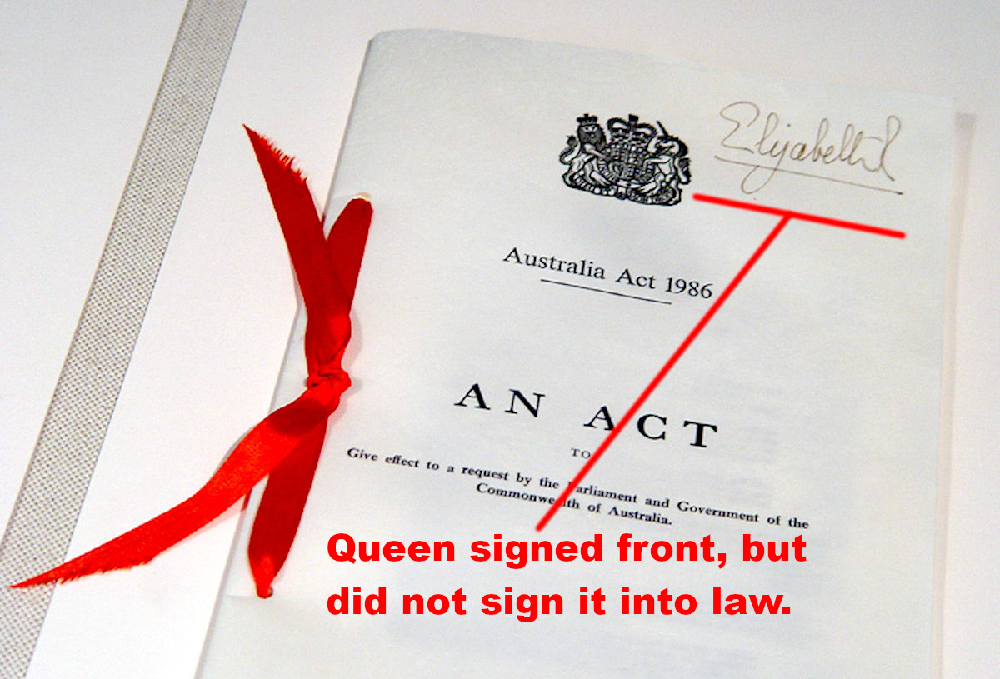 Elizabeth R
Australia Act 1986
AN ACT
TO
Give effect to a request by the Parliament and Government of the
Commonwealth of Australia.
Queen signed front, but
did not sign it into law.